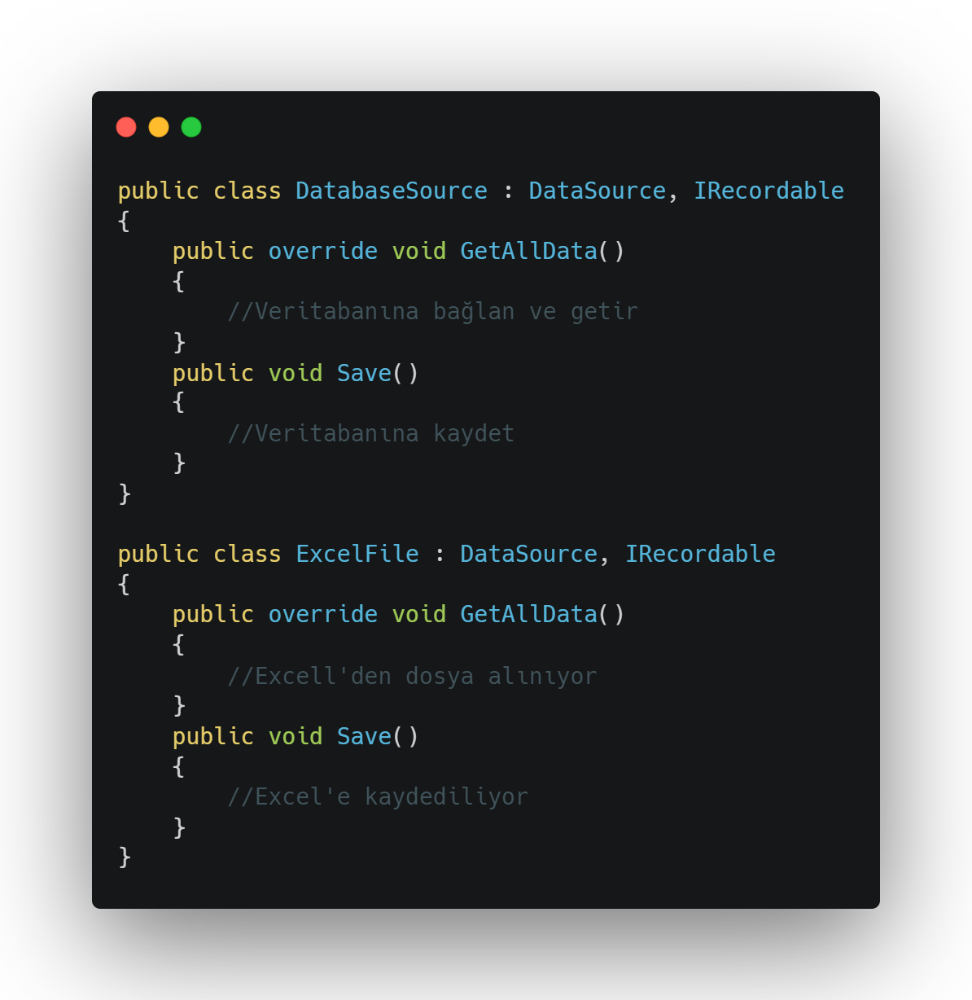 public class DatabaseSource : DataSource, IRecordable
{
    public override void GetAllData()
    {
        //Veritabanına bağlan ve getir
    }
    public void Save()
    {
        //Veritabanına kaydet
    }
}

public class ExcelFile : DataSource, IRecordable
{
    public override void GetAllData()
    {
        //Excell'den dosya alınıyor
    }
    public void Save()
    {
        //Excel'e kaydediliyor
    }
}